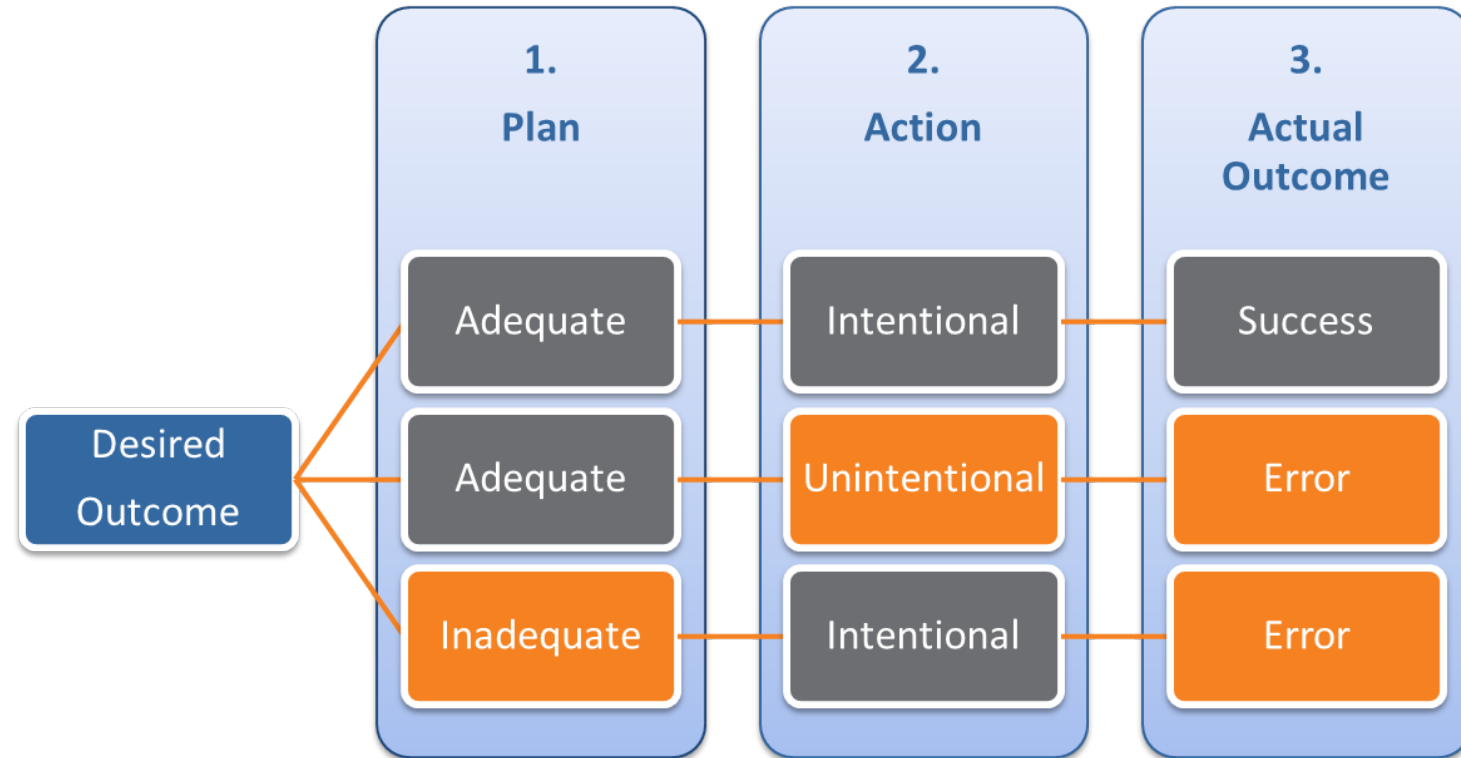 1.
Plan
2.
Action
3.
Actual
Outcome
Desired
Outcome
Adequate
Intentional
Success
Adequate
Unintentional
Error
Inadequate
Intentional
Error